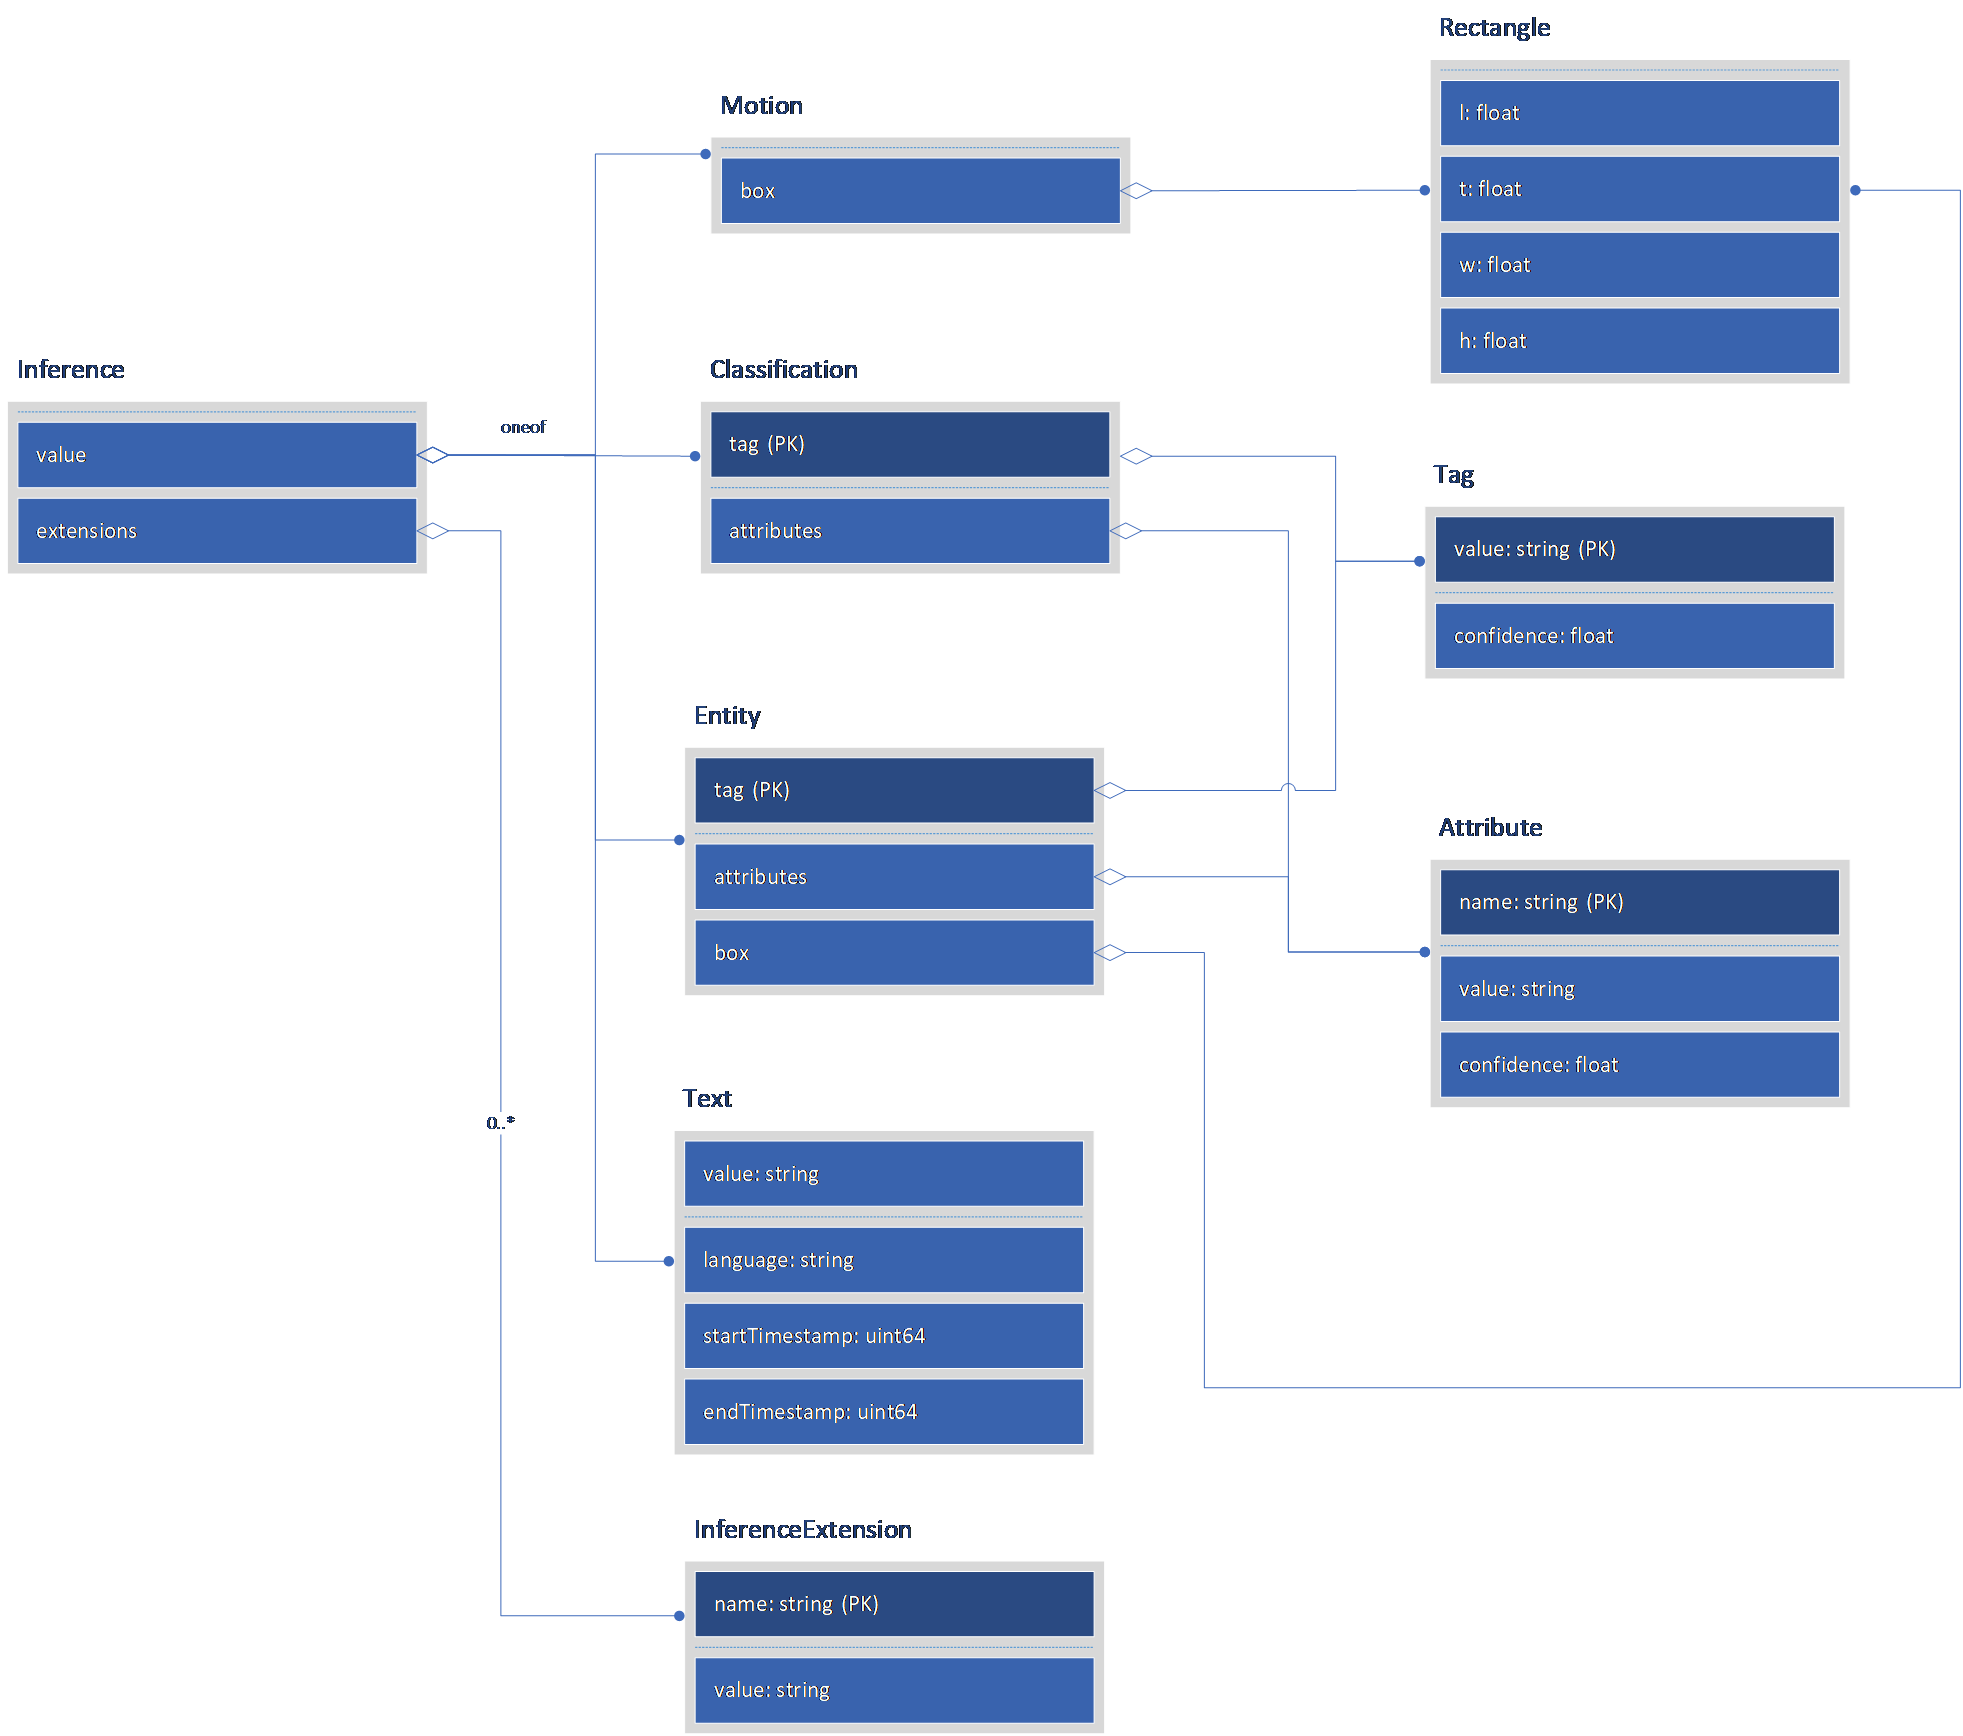 Rectangle
l: float
t: float
w: float
h: float
Motion
box
Inference
value
extensions
oneof
0..*
Classification
tag (PK)
attributes
Tag
value: string (PK)
confidence: float
Entity
tag (PK)
attributes
box
Attribute
name: string (PK)
value: string
confidence: float
Text
value: string
language: string
startTimestamp: uint64
endTimestamp: uint64
InferenceExtension
name: string (PK)
value: string